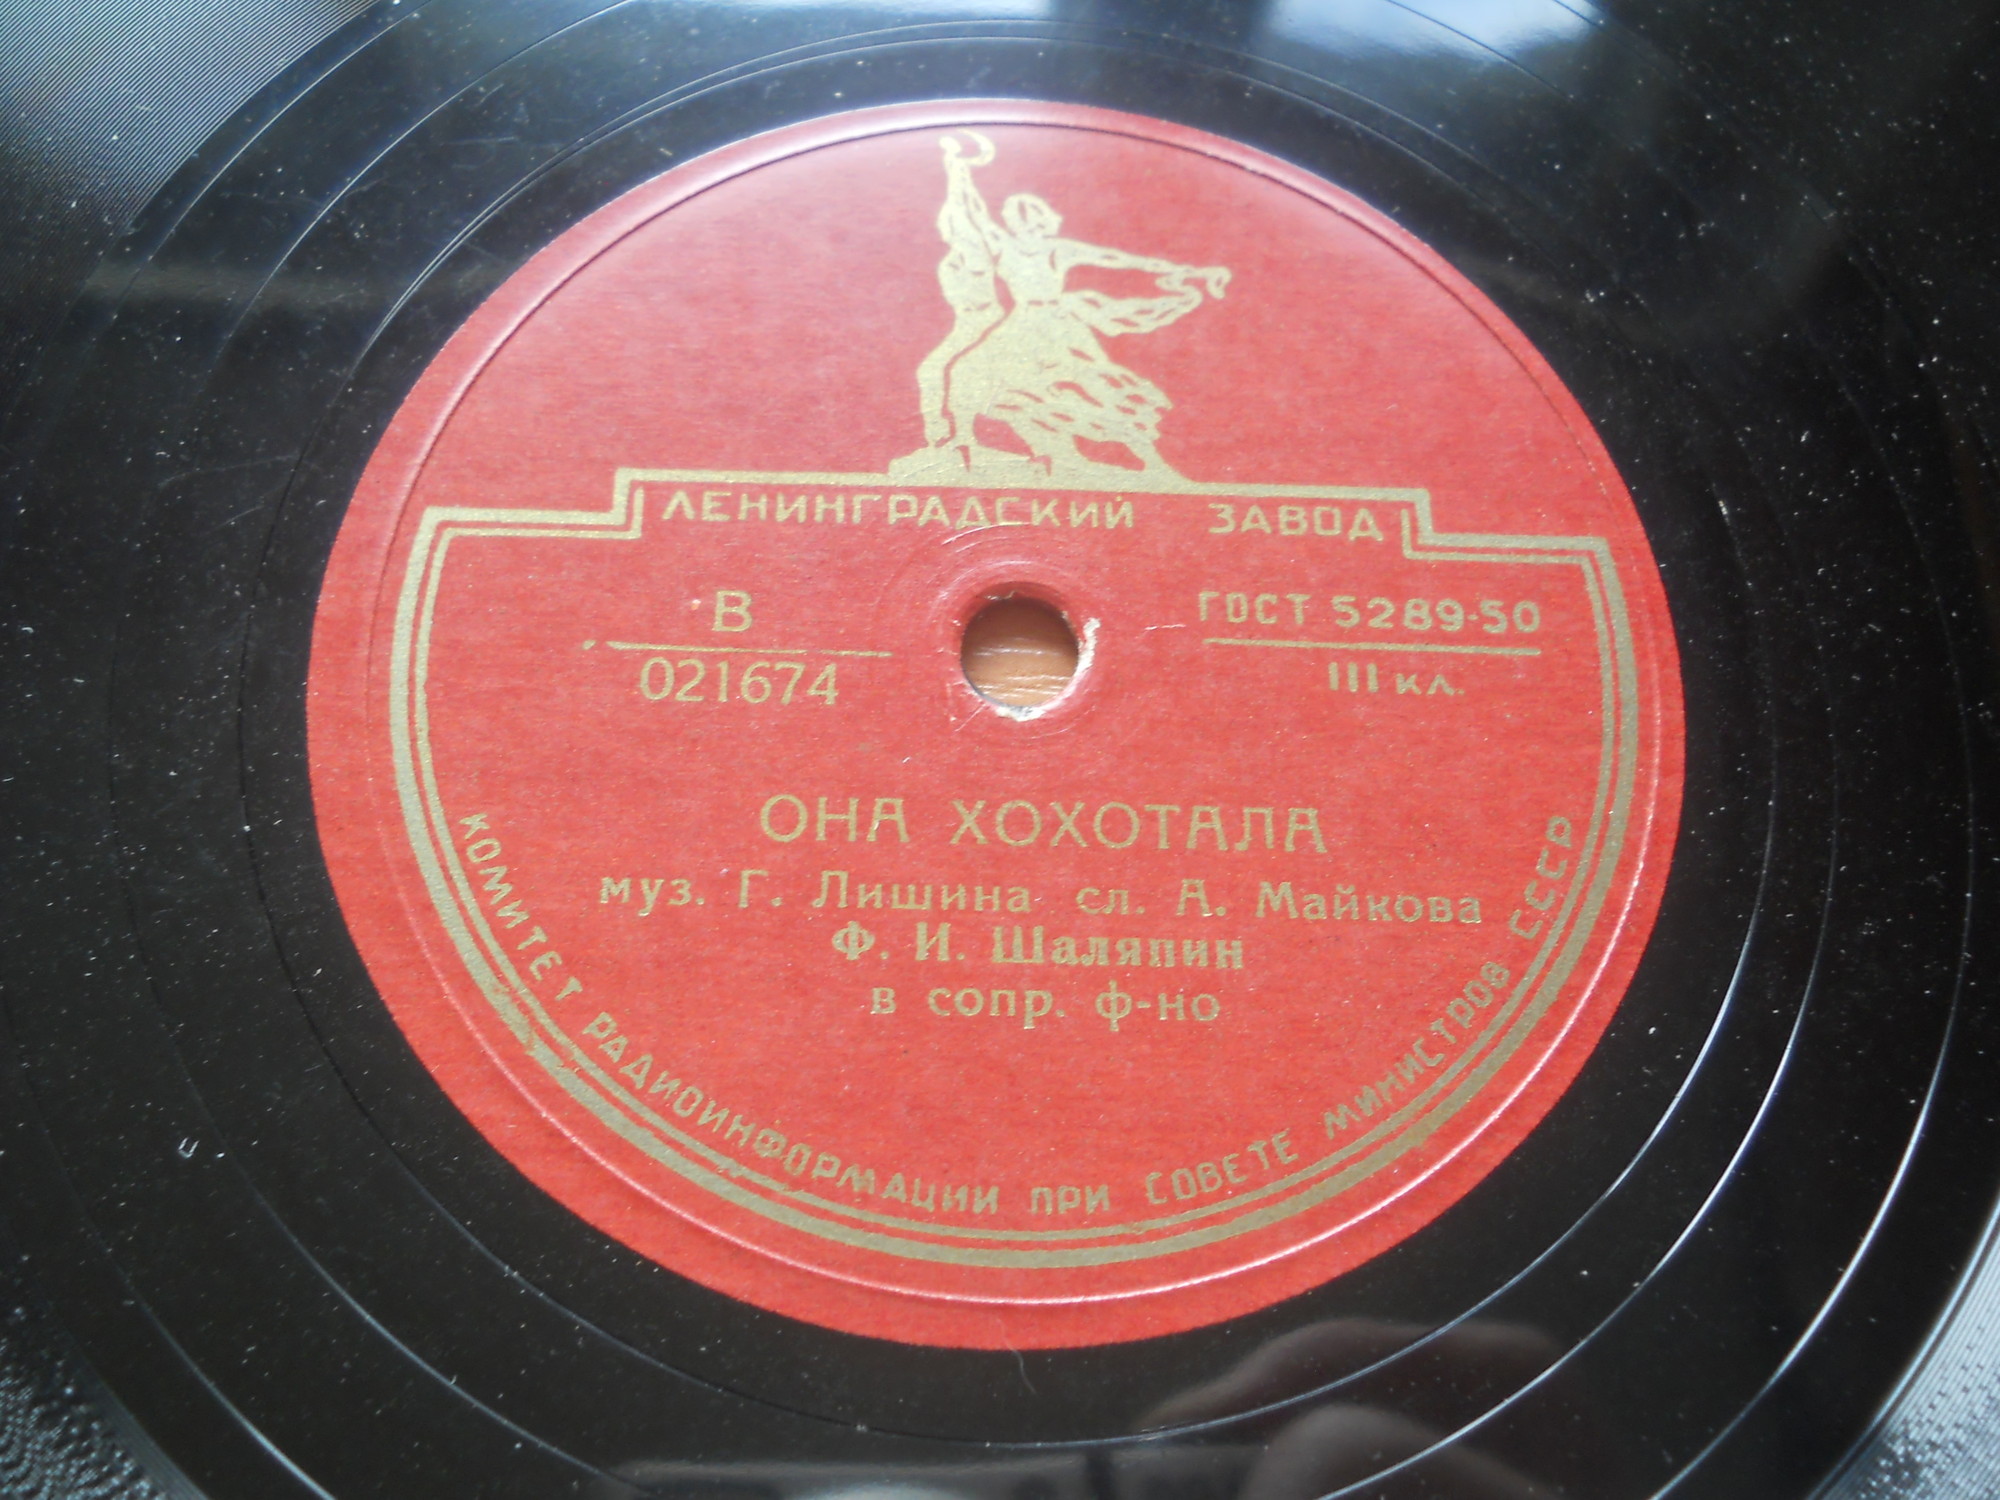 ЛЕНИНГРАДСКИЙ ЗАВОД
В
021674
ГОСТ 5289-50
III кл.
ОНА ХОХОТАЛА
муз. Г. Лишина сл. А. Майкова
Ф. И. Шаляпин
в сопр. ф-но
КОМИТЕТ РАДИОИНФОРМАЦИИ ПРИ СОВЕТЕ МИНИСТРОВ СССР